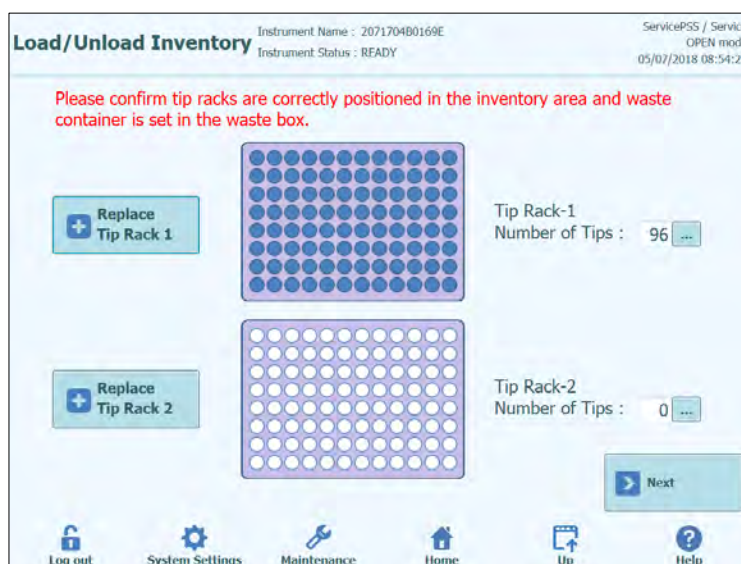 Load/Unload Inventory
Instrument Name : 2071704B0169E
Instrument Status : READY
ServicePSS / Servic
OPEN mod
05/07/2018 08:54:2
Please confirm tip racks are correctly positioned in the inventory area and waste
container is set in the waste box.
Replace
Tip Rack 1
Tip Rack-1
Number of Tips : 96 ...
Replace
Tip Rack 2
Tip Rack-2
Number of Tips : 0 ...
Next
Log out System Settings Maintenance Home Up Help